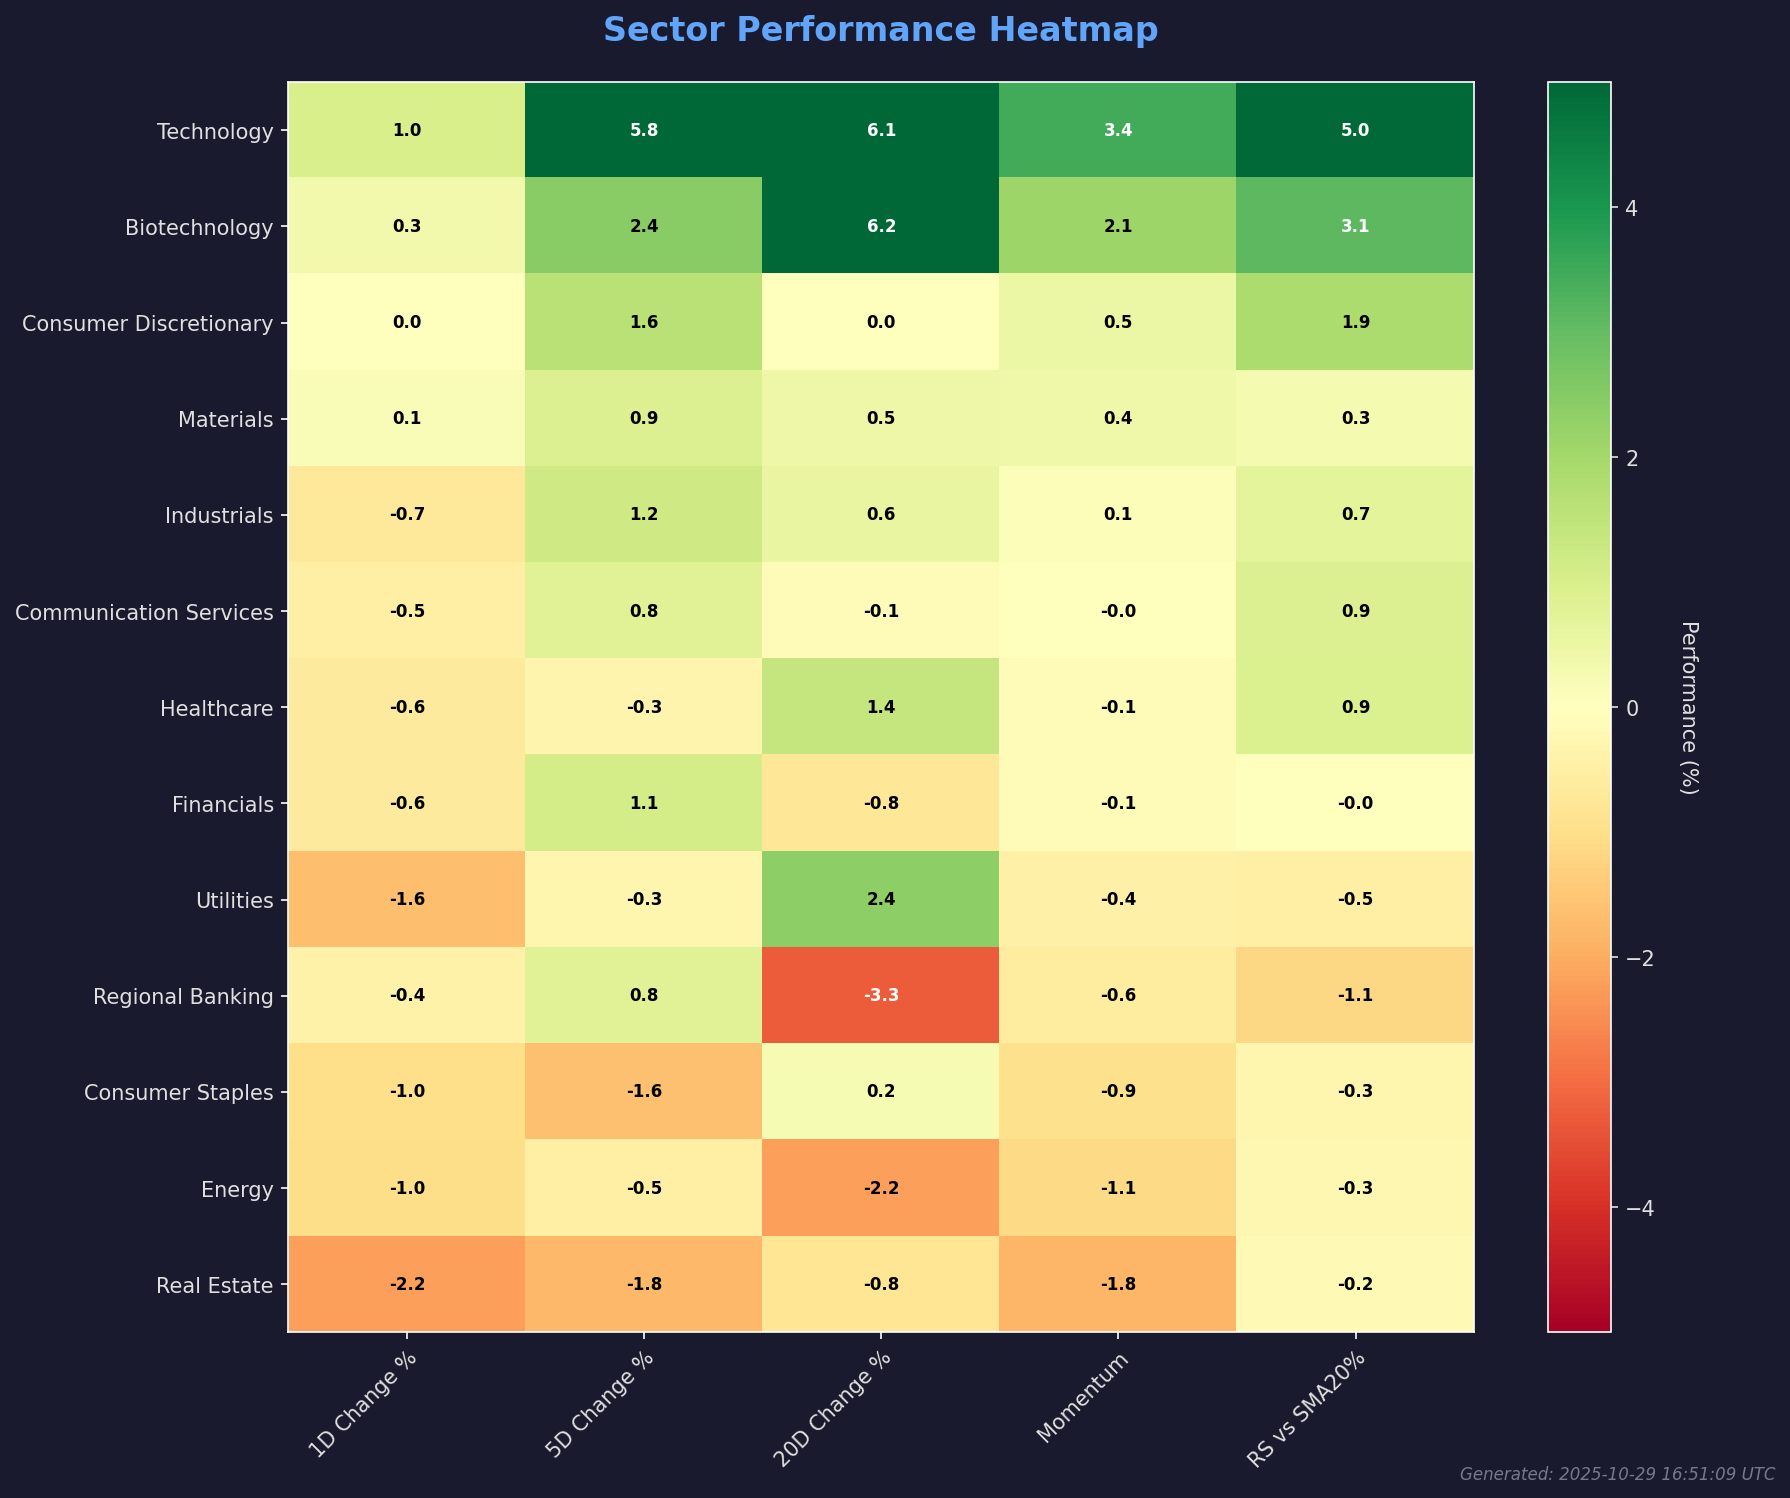 Sector Performance Heatmap
Technology 1.0 5.8 6.1 3.4 5.0
Biotechnology 0.3 2.4 6.2 2.1 3.1
Consumer Discretionary 0.0 1.6 0.0 0.5 1.9
Materials 0.1 0.9 0.5 0.4 0.3
Industrials -0.7 1.2 0.6 0.1 0.7
Communication Services -0.5 0.8 -0.1 -0.0 0.9
Healthcare -0.6 -0.3 1.4 -0.1 0.9
Financials -0.6 1.1 -0.8 -0.1 -0.0
Utilities -1.6 -0.3 2.4 -0.4 -0.5
Regional Banking -0.4 0.8 -3.3 -0.6 -1.1
Consumer Staples -1.0 -1.6 0.2 -0.9 -0.3
Energy -1.0 -0.5 -2.2 -1.1 -0.3
Real Estate -2.2 -1.8 -0.8 -1.8 -0.2
1D Change % 5D Change % 20D Change % Momentum RS vs SMA20%
4
2
0
−2
−4
Performance (%)
Generated: 2025-10-29 16:51:09 UTC